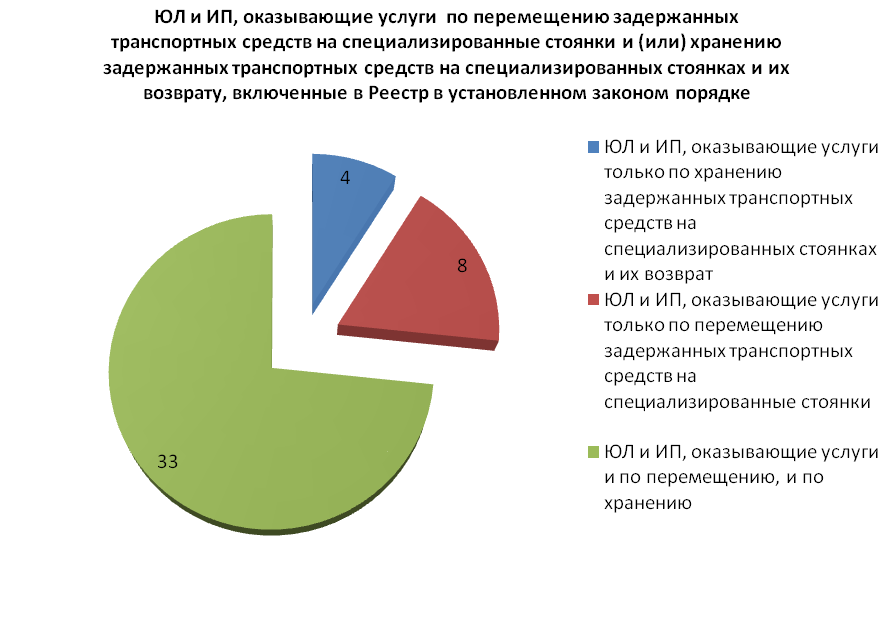 ЮЛ и ИП, оказывающие услуги по перемещению задержанных
транспортных средств на специализированные стоянки и (или) хранению
задержанных транспортных средств на специализированных стоянках и их
возврату, включенные в Реестр в установленном законом порядке
4
8
33
ЮЛ и ИП, оказывающие услуги
только по хранению
задержанных транспортных
средств на
специализированных стоянках
и их возврат
ЮЛ и ИП, оказывающие услуги
только по перемещению
задержанных транспортных
средств на
специализированные стоянки
ЮЛ и ИП, оказывающие услуги
и по перемещению, и по
хранению